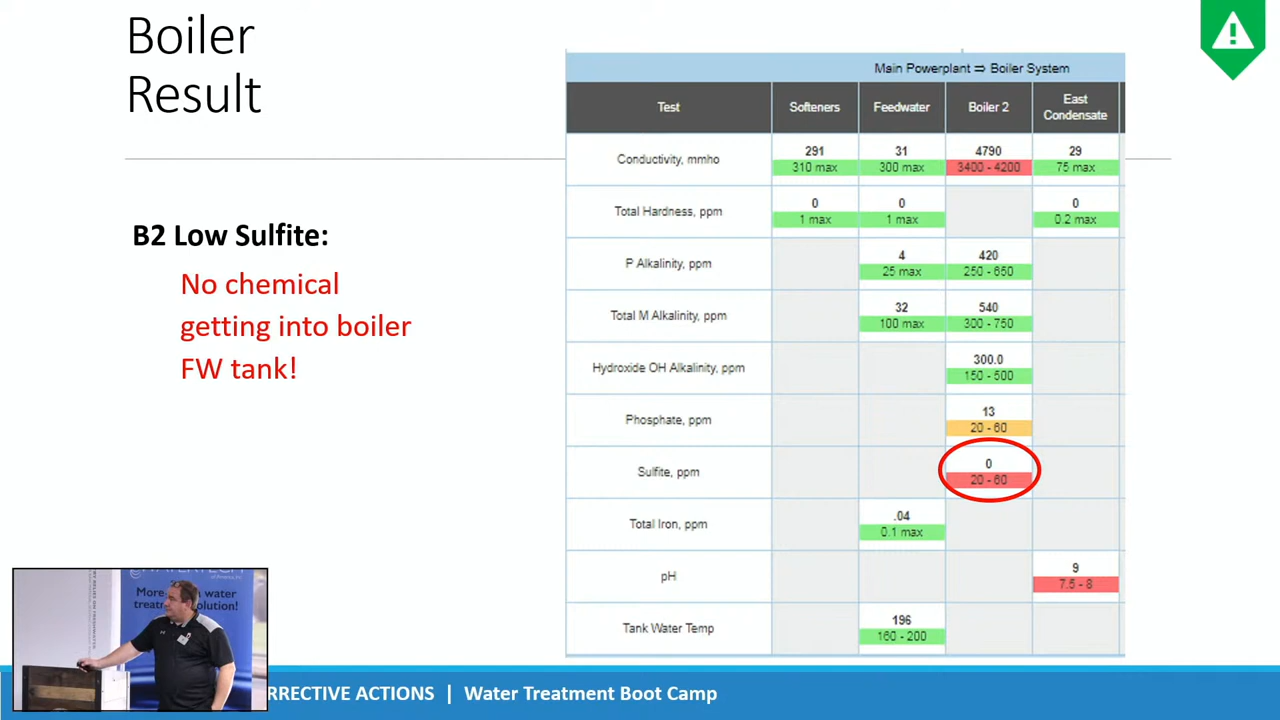 Boiler
Result
B2 Low Sulfite:
No chemical
getting into boiler
FW tank!
Main Powerplant ⇒ Boiler System
Test Softeners Feedwater Boiler 2 East Condensate
Conductivity, mmho 291 31 4790 29
310 max 300 max 3400 - 4200 75 max
Total Hardness, ppm 0 0 0
1 max 1 max 0.2 max
P Alkalinity, ppm 4 420
25 max 250 - 650
Total M Alkalinity, ppm 32 540
100 max 300 - 750
Hydroxide OH Alkalinity, ppm 300.0
150 - 500
Phosphate, ppm 13
20 - 60
Sulfite, ppm 0
20 - 60
Total Iron, ppm .04
0.1 max
pH 9
7.5 - 8
Tank Water Temp 196
160 - 200
WATERTECH
of America, Inc.
More water
treatment solution!
RRECTIVE ACTIONS | Water Treatment Boot Camp